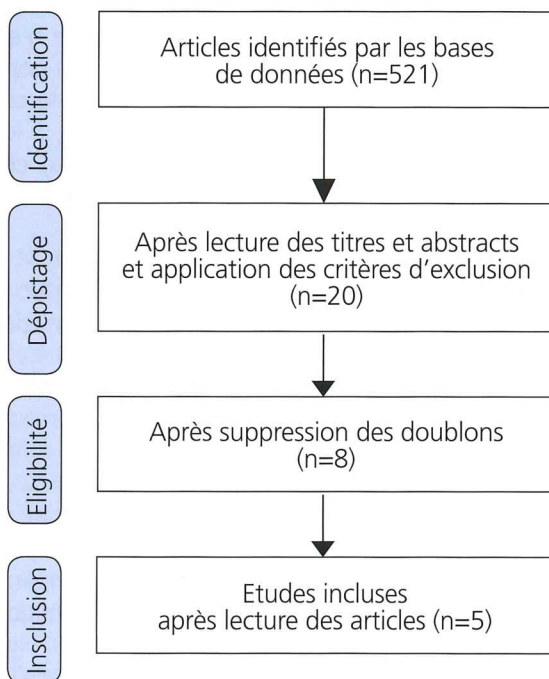 Identification
Articles identifiés par les bases
de données (n=521)
Dépistage
Après lecture des titres et abstracts
et application des critères d'exclusion
(n=20)
Eligibilité
Après suppression des doublons
(n=8)
Insclusion
Etudes incluses
après lecture des articles (n=5)